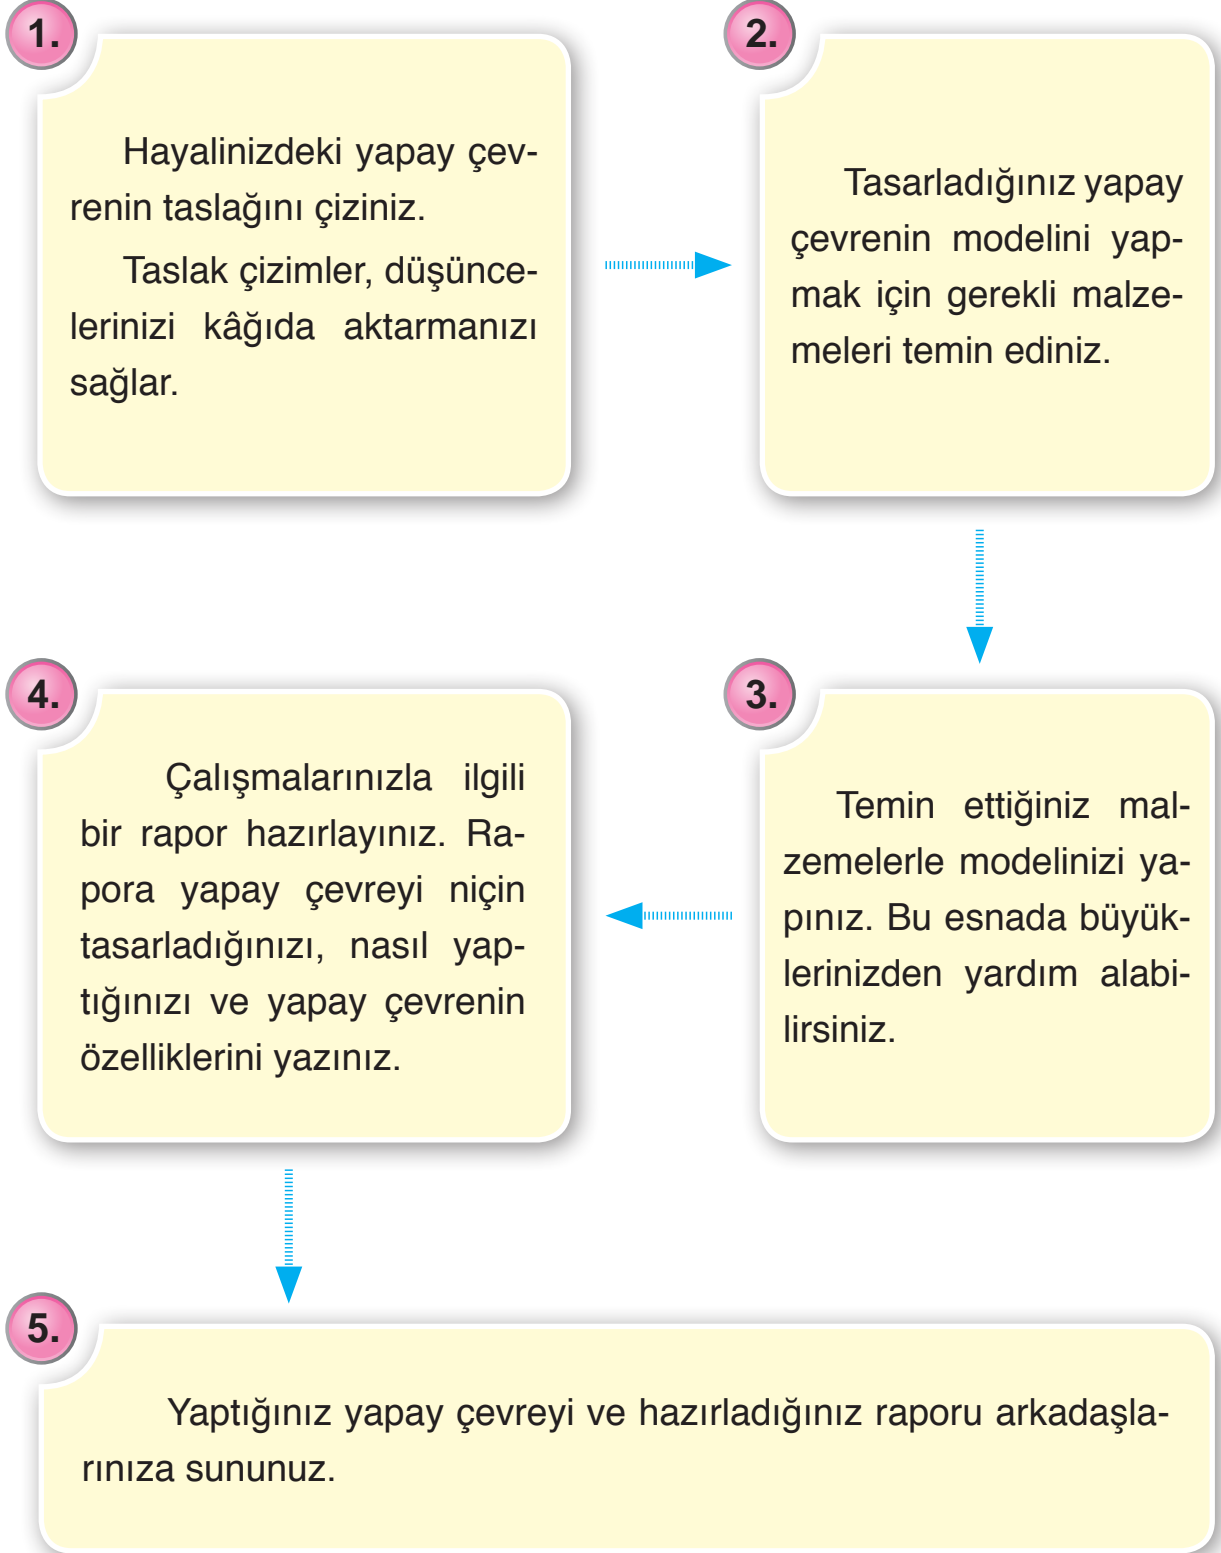 1.
Hayalinizdeki yapay çev-
renin taslağını çiziniz.
Taslak çizimler, düşünce-
lerinizi kâğıda aktarmanızı
sağlar.
2.
Tasarladığınız yapay
çevrenin modelini yap-
mak için gerekli malze-
meleri temin ediniz.
3.
Temin ettiğiniz mal-
zemelerle modelinizi ya-
pınız. Bu esnada büyük-
lerinizden yardım alabi-
lirsiniz.
4.
Çalışmalarınızla ilgili
bir rapor hazırlayınız. Ra-
pora yapay çevreyi niçin
tasarladığınızı, nasıl yap-
tığınızı ve yapay çevrenin
özelliklerini yazınız.
5.
Yaptığınız yapay çevreyi ve hazırladığınız raporu arkadaşla-
rınıza sununuz.